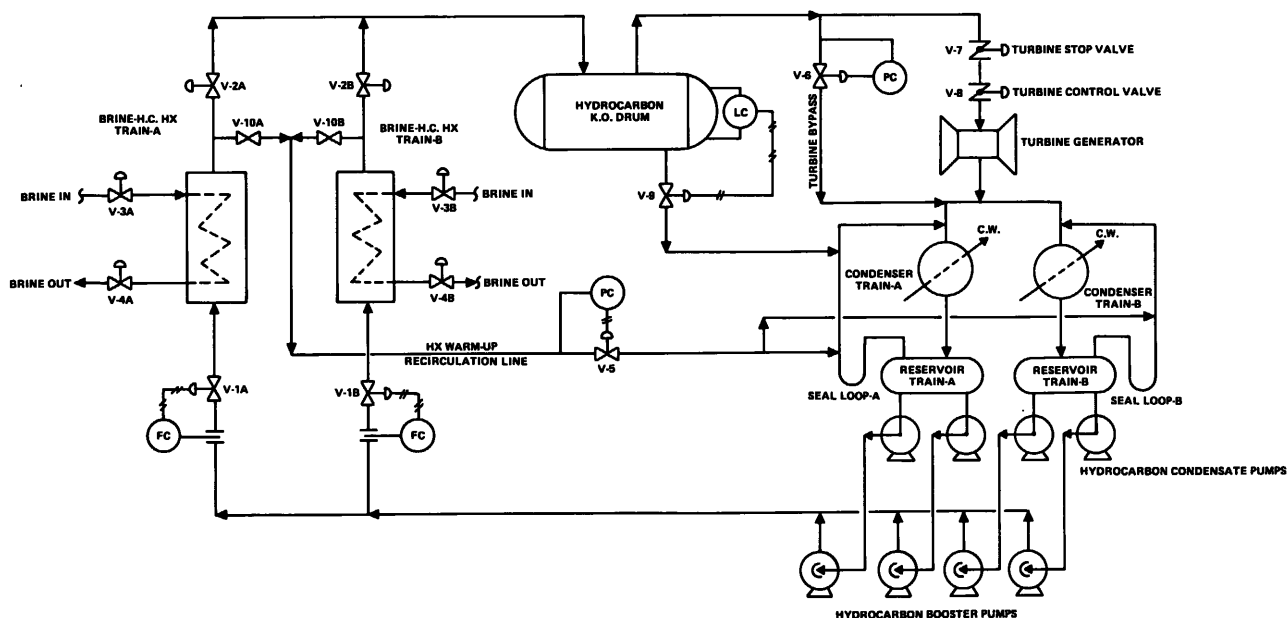 V-2A
V-2B
V-10A
V-10B
BRINE-H.C. HX
TRAIN-A
BRINE-H.C. HX
TRAIN-B
BRINE IN
V-3A
V-3B
BRINE IN
BRINE OUT
V-4A
V-4B
BRINE OUT
V-1A
FC
V-1B
FC
HX WARM-UP
RECIRCULATION LINE
PC
V-5
HYDROCARBON
K.O. DRUM
LC
V-9
V-6
PC
TURBINE BYPASS
V-7
TURBINE STOP VALVE
V-8
TURBINE CONTROL VALVE
TURBINE GENERATOR
C.W.
CONDENSER
TRAIN-A
C.W.
CONDENSER
TRAIN-B
RESERVOIR
TRAIN-A
RESERVOIR
TRAIN-B
SEAL LOOP-A
SEAL LOOP-B
HYDROCARBON CONDENSATE PUMPS
HYDROCARBON BOOSTER PUMPS